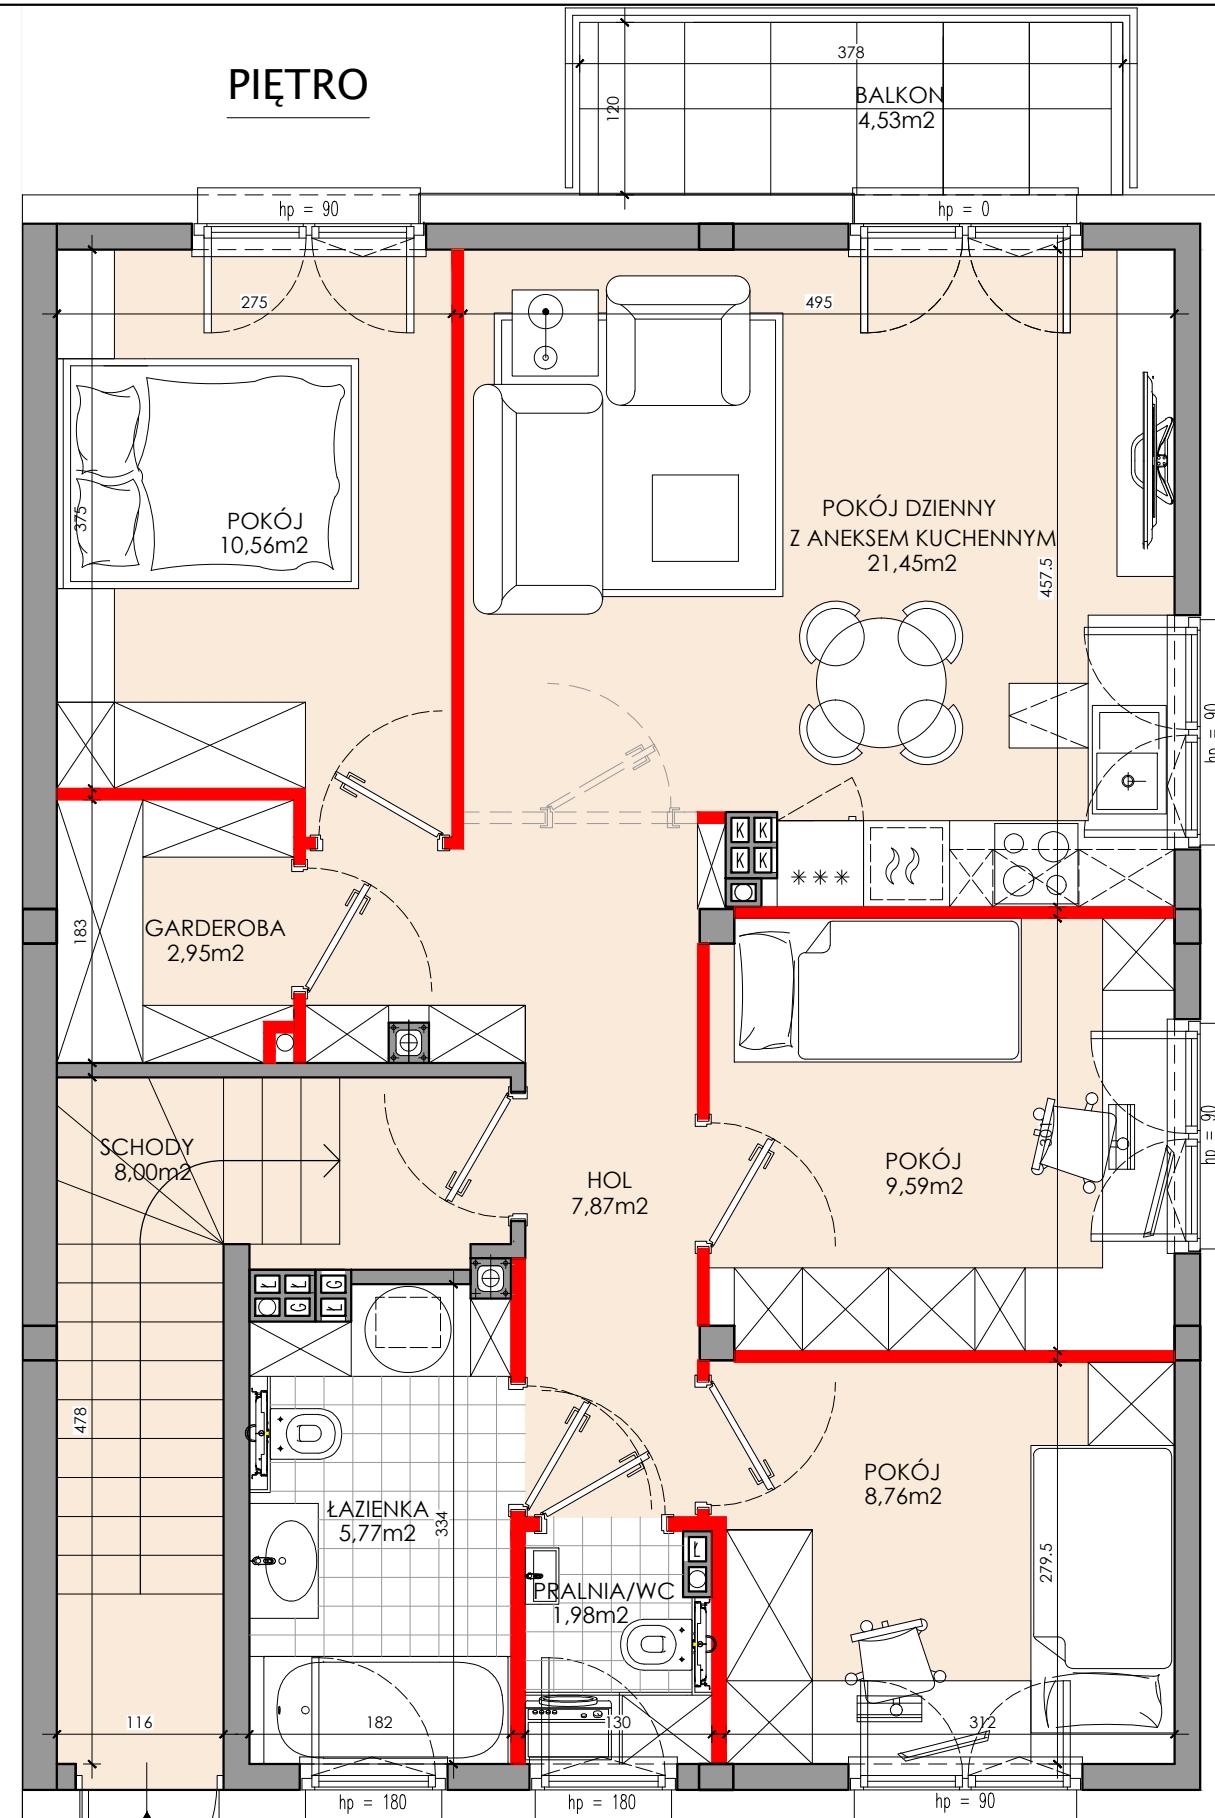 PIĘTRO
378
120
BALKON
4,53m2
hp = 90
hp = 0
275
495
375
POKÓJ
10,56m2
POKÓJ DZIENNY
Z ANEKSEM KUCHENNYM
21,45m2
457.5
hp = 90
K K
K K
***
183
GARDEROBA
2,95m2
SCHODY
8,00m2
HOL
7,87m2
301
POKÓJ
9,59m2
hp = 90
Ł Ł G
G Ł
478
ŁAZIENKA
5,77m2
334
POKÓJ
8,76m2
279.5
Ł
PRALNIA/WC
1,98m2
116
182
130
312
hp = 180
hp = 180
hp = 90